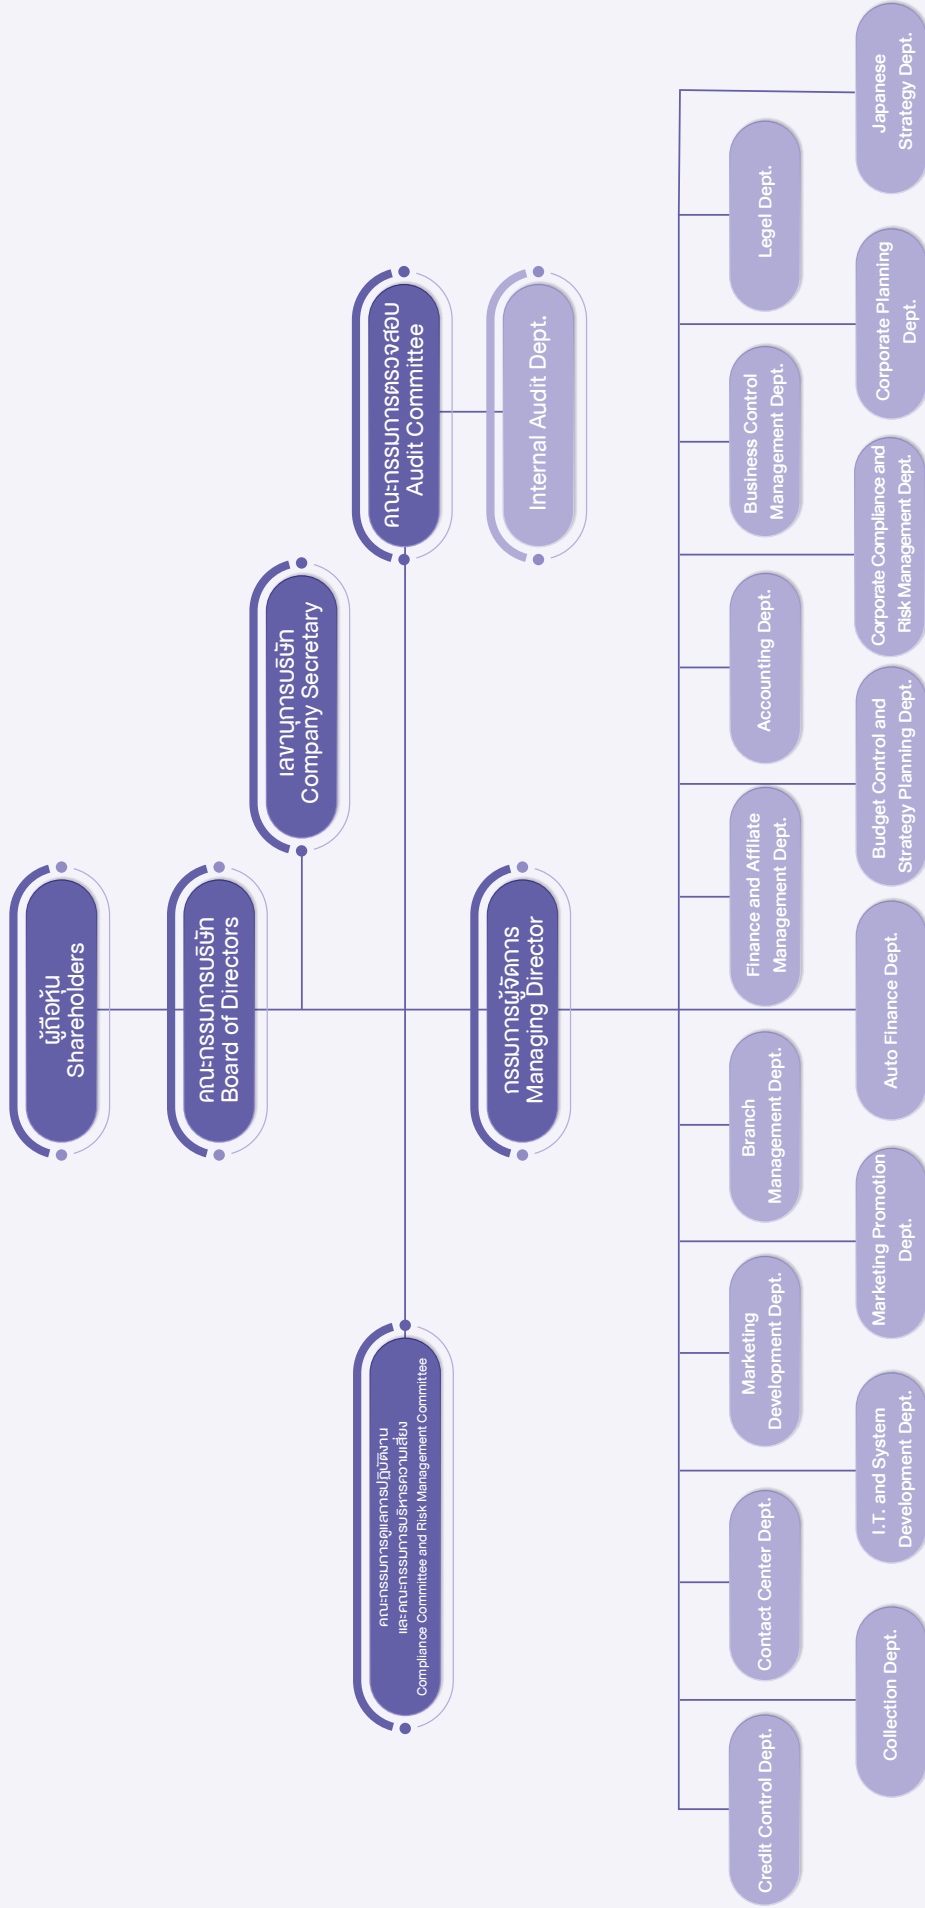 ผู้ถือหุ้น
Shareholders
คณะกรรมการบริษัท
Board of Directors
เลขานุการบริษัท
Company Secretary
คณะกรรมการดูแลการปฏิบัติงาน
และคณะกรรมการบริหารความเสี่ยง
Compliance Committee and Risk Management Committee
คณะกรรมการตรวจสอบ
Audit Committee
กรรมการผู้จัดการ
Managing Director
Internal Audit Dept.
Credit Control Dept.
Contact Center Dept.
Marketing
Development Dept.
Branch
Management Dept.
Finance and Affliate
Management Dept.
Accounting Dept.
Business Control
Management Dept.
Legel Dept.
Collection Dept.
I.T. and System
Development Dept.
Marketing Promotion
Dept.
Auto Finance Dept.
Budget Control and
Strategy Planning Dept.
Corporate Compliance and
Risk Management Dept.
Corporate Planning
Dept.
Japanese
Strategy Dept.